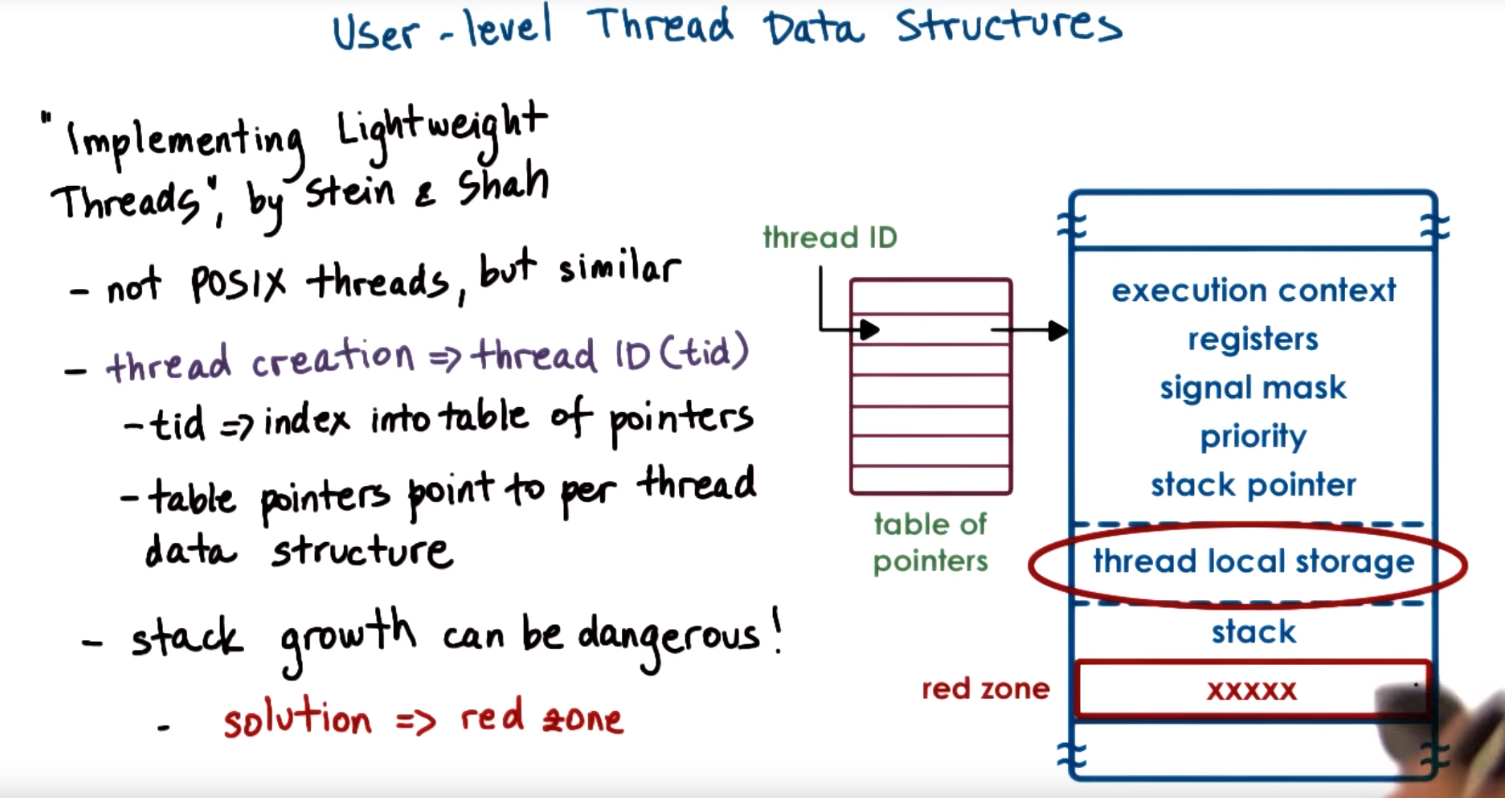 User-level Thread Data Structures
"Implementing Lightweight
Threads", by Stein & Shah
- not POSIX threads, but similar
- thread creation => thread ID (tid)
- tid => index into table of pointers
- table pointers point to per thread
data structure
- stack growth can be dangerous!
- solution => red zone
thread ID
table of
pointers
execution context
registers
signal mask
priority
stack pointer
thread local storage
stack
red zone
xxxxx